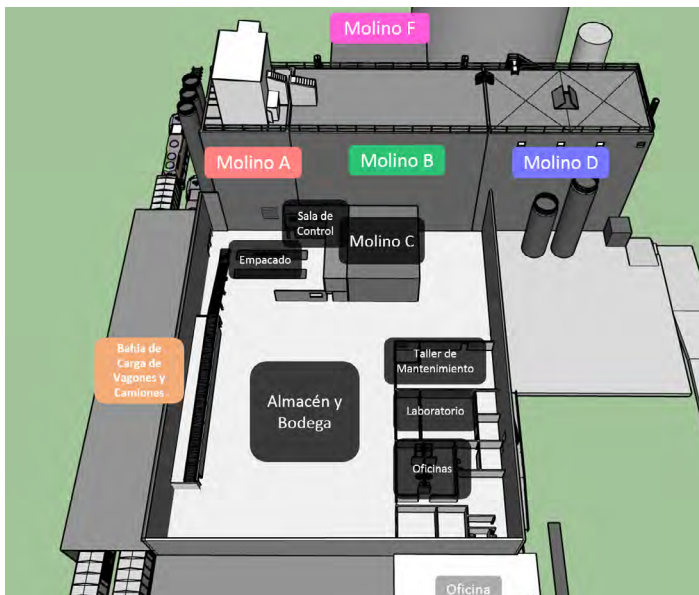 Molino F
Molino A
Molino B
Molino D
Sala de
Control
Molino C
Empacado
Bahía de
Carga de
Vagones y
Camiones
Taller de
Mantenimiento
Almacén y
Bodega
Laboratorio
Oficinas
Oficina